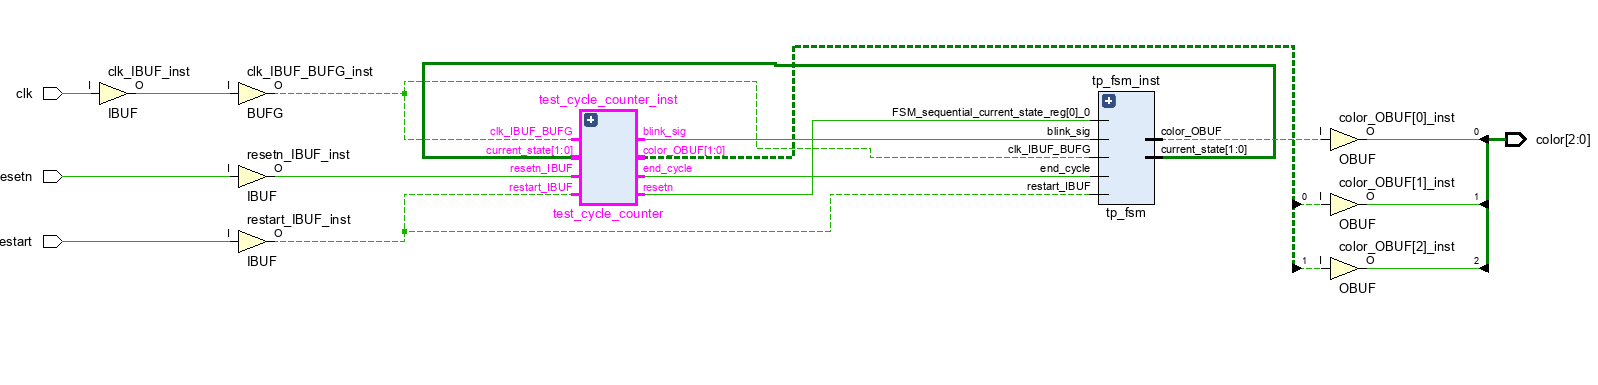 clk
clk_IBUF_inst
I
O
IBUF
clk_IBUF_BUFG_inst
I
O
BUFG
esetn
resetn_IBUF_inst
I
O
IBUF
estart
restart_IBUF_inst
I
O
IBUF
test_cycle_counter_inst
clk_IBUF_BUFG
current_state[1:0]
resetn_IBUF
restart_IBUF
blink_sig
color_OBUF[1:0]
end_cycle
resetn
test_cycle_counter
tp_fsm_inst
FSM_sequential_current_state_reg[0]_0
blink_sig
clk_IBUF_BUFG
end_cycle
restart_IBUF
color_OBUF
current_state[1:0]
tp_fsm
color_OBUF[0]_inst
I
O
0
OBUF
color_OBUF[1]_inst
0
I
O
1
OBUF
color_OBUF[2]_inst
1
I
O
2
OBUF
color[2:0]